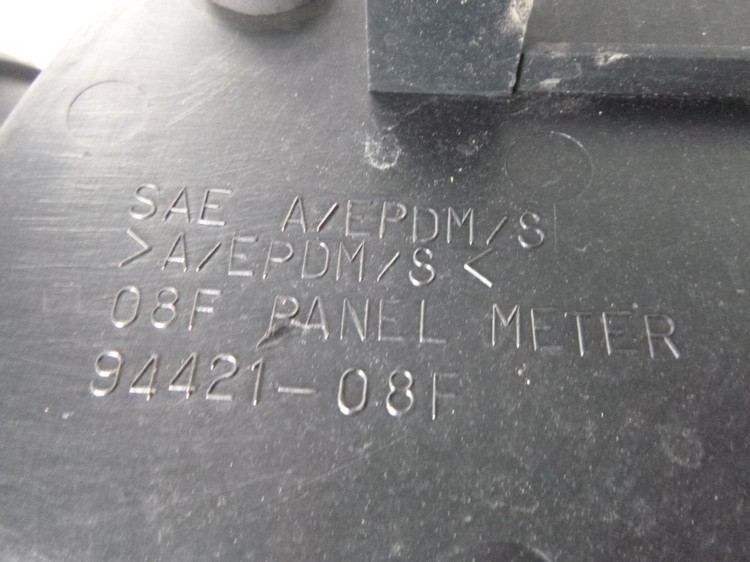 SAE A/EPDM/S
>A/EPDM/S<
08F PANEL METER
94421-08F